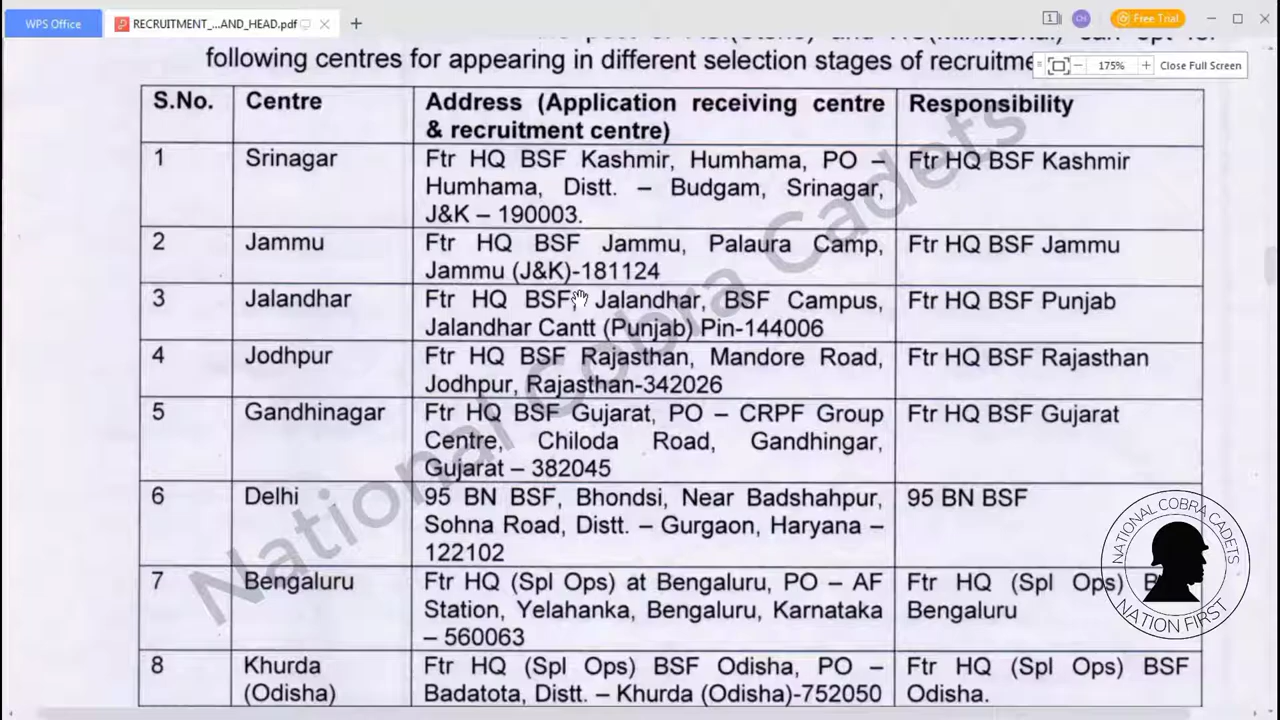 WPS Office
RECRUITMENT_...AND_HEAD.pdf
1
CH
Free Trial
following centres for appearing in different selection stages of
175%
Close Full Screen
S.No. Centre Address (Application receiving centre Responsibility
& recruitment centre)
1 Srinagar Ftr HQ BSF Kashmir, Humhama, PO – Ftr HQ BSF Kashmir
Humhama, Distt. – Budgam, Srinagar,
J&K – 190003.
2 Jammu Ftr HQ BSF Jammu, Palaura Camp, Ftr HQ BSF Jammu
Jammu (J&K)-181124
3 Jalandhar Ftr HQ BSF Jalandhar, BSF Campus, Ftr HQ BSF Punjab
Jalandhar Cantt (Punjab) Pin-144006
4 Jodhpur Ftr HQ BSF Rajasthan, Mandore Road, Ftr HQ BSF Rajasthan
Jodhpur, Rajasthan-342026
5 Gandhinagar Ftr HQ BSF Gujarat, PO – CRPF Group Ftr HQ BSF Gujarat
Centre, Chiloda Road, Gandhingar,
Gujarat – 382045
6 Delhi 95 BN BSF, Bhondsi, Near Badshahpur, 95 BN BSF
Sohna Road, Distt. – Gurgaon, Haryana –
122102
7 Bengaluru Ftr HQ (Spl Ops) at Bengaluru, PO – AF Ftr HQ (Spl Ops)
Station, Yelahanka, Bengaluru, Karnataka Bengaluru
– 560063
8 Khurda Ftr HQ (Spl Ops) BSF Odisha, PO – Ftr HQ (Spl Ops) BSF
(Odisha) Badatota, Distt. – Khurda (Odisha)-752050 Odisha.
National Cobra Cadets
NATIONAL COBRA CADETS
NATION FIRST